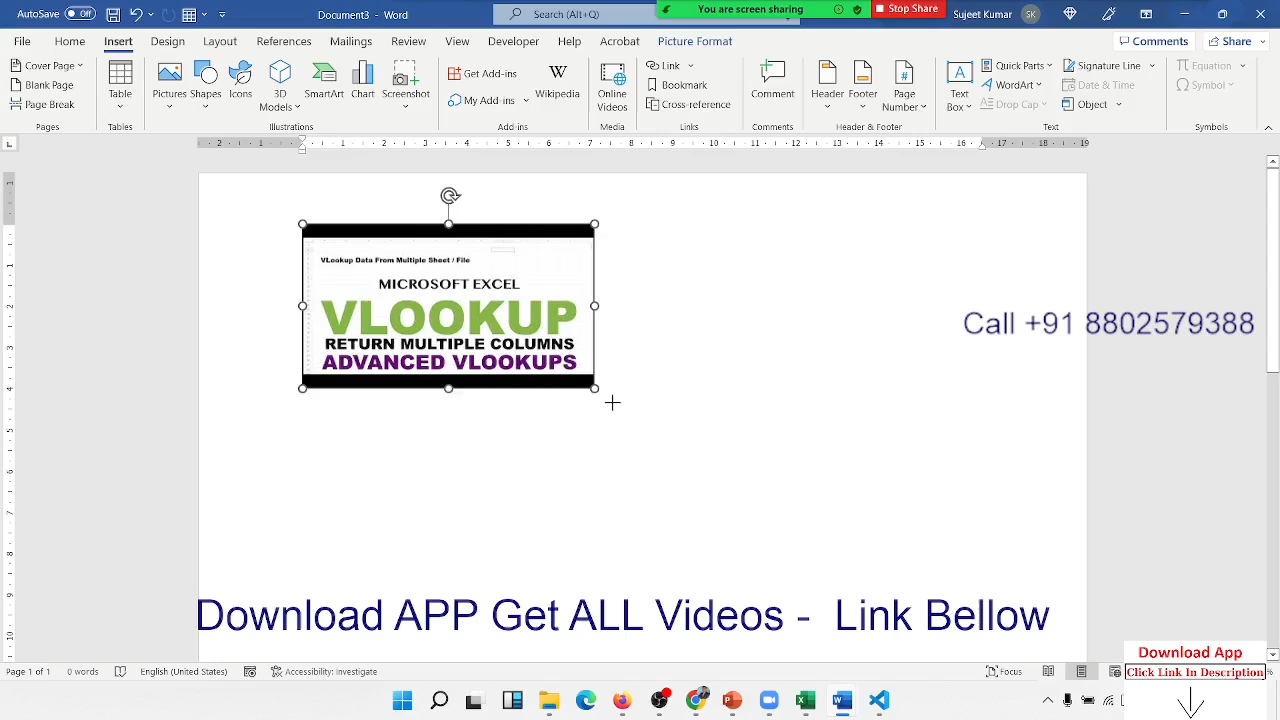 AutoSave Off Document3 - Word Search (Alt+Q) You are screen sharing Stop Share Sujeet Kumar SK
File Home Insert Design Layout References Mailings Review View Developer Help Acrobat Picture Format Comments Share
Cover Page
Blank Page
Page Break
Pages
Table
Tables
Pictures Shapes Icons 3D Models SmartArt Chart Screenshot
Illustrations
Get Add-ins
My Add-ins
Wikipedia
Add-ins
Online Videos
Media
Link
Bookmark
Cross-reference
Links
Comment
Comments
Header Footer Page Number
Header & Footer
Text Box
Quick Parts
Drop Cap
Signature Line
Date & Time
Object
Text
Equation
Symbol
Symbols
VLookup Data From Multiple Sheet / File
MICROSOFT EXCEL
VLOOKUP
RETURN MULTIPLE COLUMNS
ADVANCED VLOOKUPS
Call +91 8802579388
Download APP Get ALL Videos - Link Bellow
Download App
Click Link In Description
Page 1 of 1 0 words English (United States) Accessibility: Investigate Focus